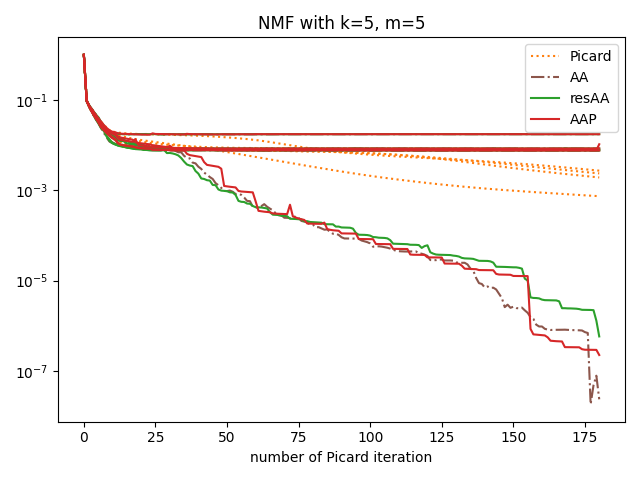 NMF with k=5, m=5
Picard
AA
resAA
AAP
10⁻¹
10⁻³
10⁻⁵
10⁻⁷
0 25 50 75 100 125 150 175
number of Picard iteration